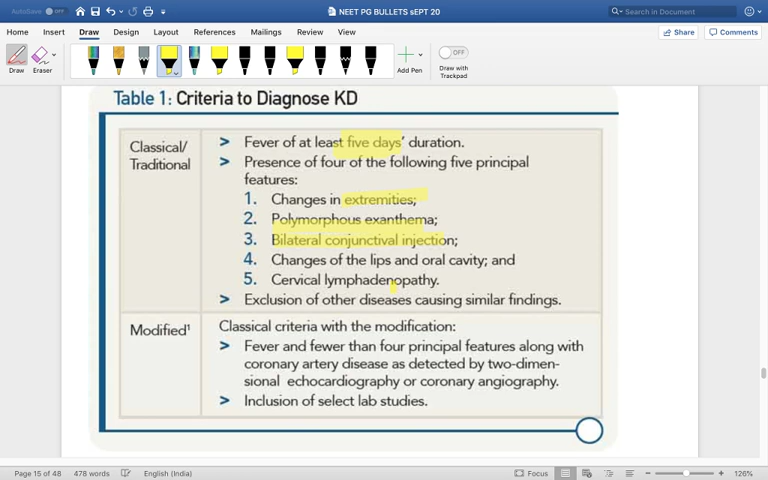 AutoSave OFF
NEET PG BULLETS sEPT 20
Search in Document
Home Insert Draw Design Layout References Mailings Review View Share Comments
Draw Eraser Add Pen OFF Draw with Trackpad
Table 1: Criteria to Diagnose KD
Classical/
Traditional
> Fever of at least five days' duration.
> Presence of four of the following five principal
features:
1. Changes in extremities;
2. Polymorphous exanthema;
3. Bilateral conjunctival injection;
4. Changes of the lips and oral cavity; and
5. Cervical lymphadenopathy.
> Exclusion of other diseases causing similar findings.
Modified¹
Classical criteria with the modification:
> Fever and fewer than four principal features along with
coronary artery disease as detected by two-dimen-
sional echocardiography or coronary angiography.
> Inclusion of select lab studies.
Page 15 of 48 478 words English (India) Focus 126%